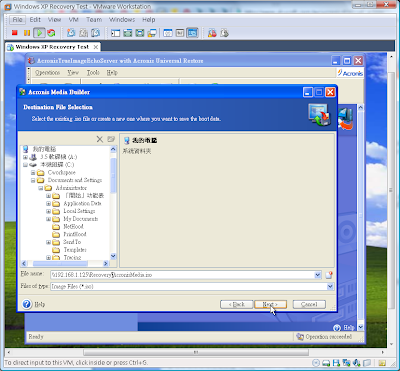 Windows XP Recovery Test - VMware Workstation
File Edit View VM Team Windows Help
Windows XP Recovery Test
AcronisTrueImageEchoServer with Acronis Universal Restore
Operations View Tools Help
Acronis
Acronis Media Builder
Destination File Selection
Select the existing .iso file or create a new one where you want to save the boot data.
我的電腦
3.5 軟碟機 (A:)
本機磁碟 (C:)
Cworkspace
Documents and Settings
Administrator
「開始」功能表
Application Data
Local Settings
My Documents
NetHood
PrintHood
SendTo
Templates
Tracing
我的電腦
系統資料夾
File name: \\192.168.1.125\Recovery\AcronisMedia.iso
Files of type: Image Files (*.iso)
Help
< Back
Next >
Cancel
Help
Ready
Operation succeeded
To direct input to this VM, click inside or press Ctrl+G.